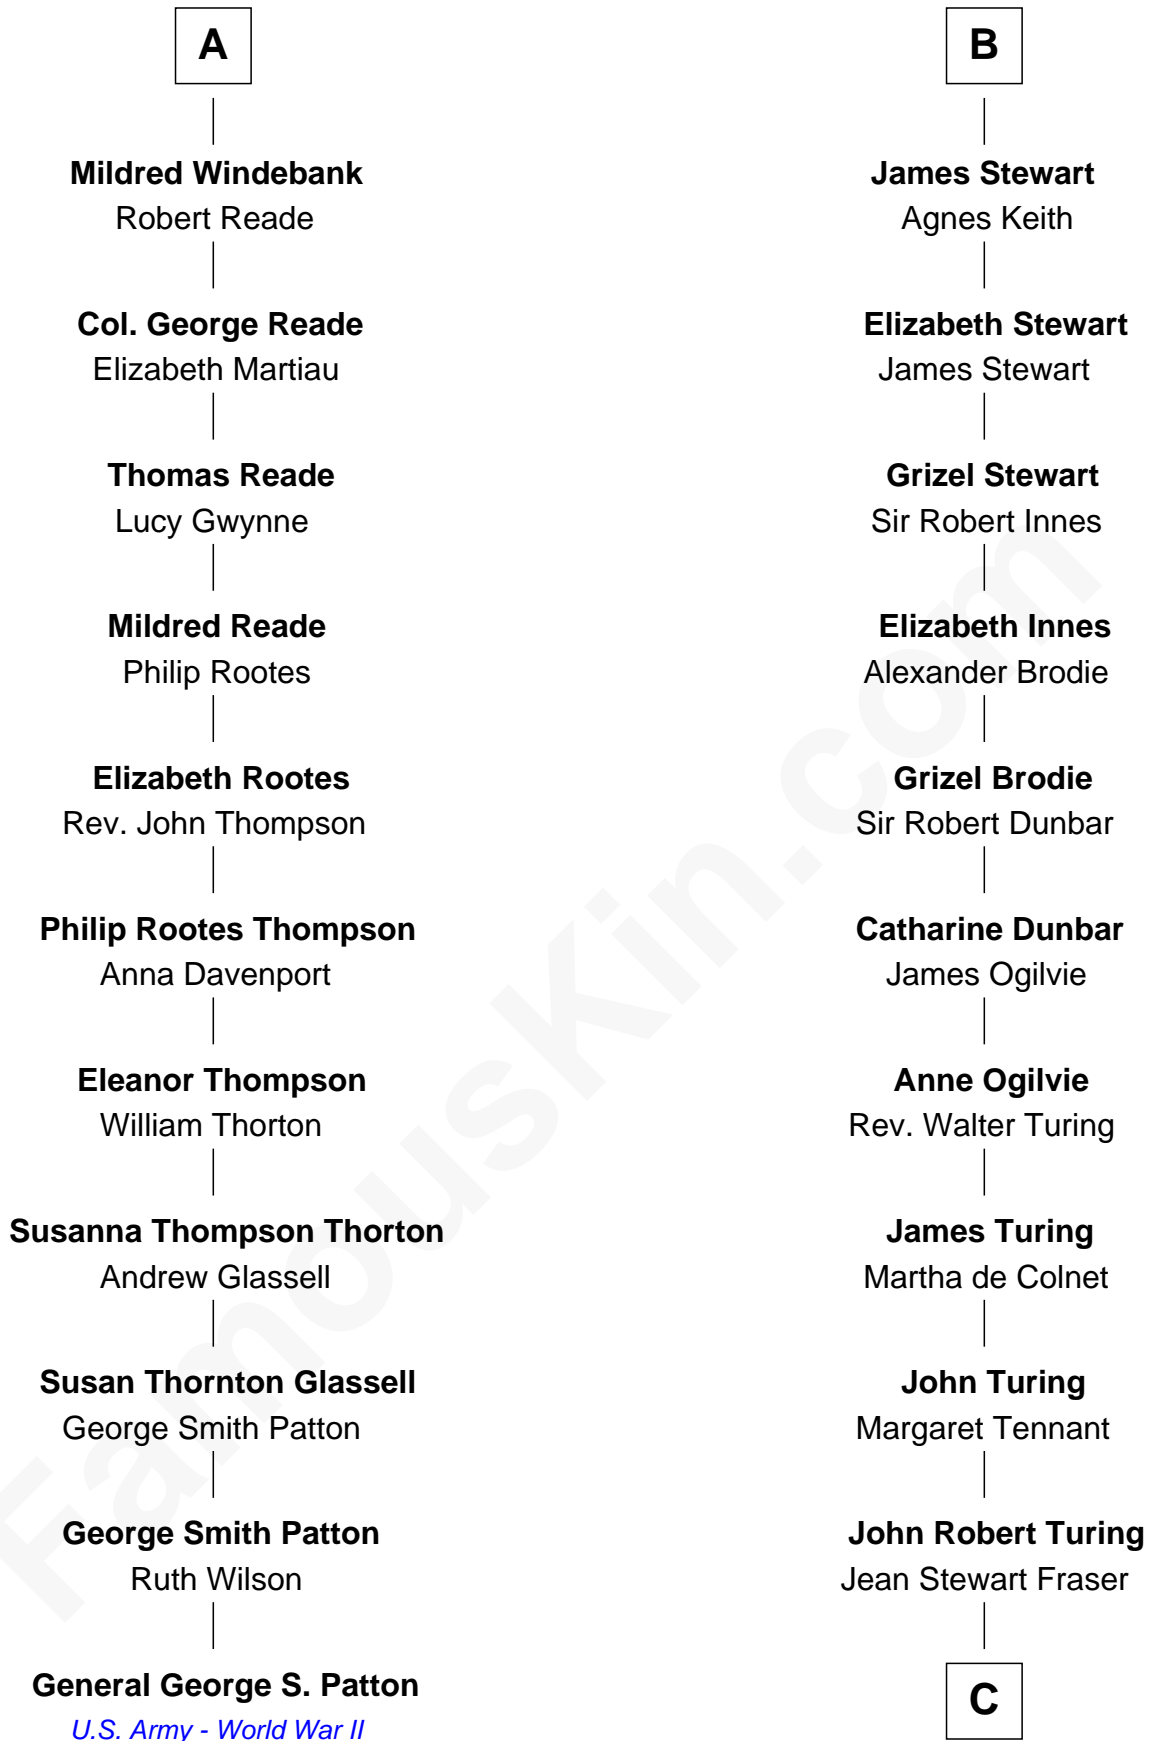 A
Mildred Windebank
Robert Reade
Col. George Reade
Elizabeth Martiau
Thomas Reade
Lucy Gwynne
Mildred Reade
Philip Rootes
Elizabeth Rootes
Rev. John Thompson
Philip Rootes Thompson
Anna Davenport
Eleanor Thompson
William Thorton
Susanna Thompson Thorton
Andrew Glassell
Susan Thornton Glassell
George Smith Patton
George Smith Patton
Ruth Wilson
General George S. Patton
U.S. Army - World War II
B
James Stewart
Agnes Keith
Elizabeth Stewart
James Stewart
Grizel Stewart
Sir Robert Innes
Elizabeth Innes
Alexander Brodie
Grizel Brodie
Sir Robert Dunbar
Catharine Dunbar
James Ogilvie
Anne Ogilvie
Rev. Walter Turing
James Turing
Martha de Colnet
John Turing
Margaret Tennant
John Robert Turing
Jean Stewart Fraser
C
FamousKin.com